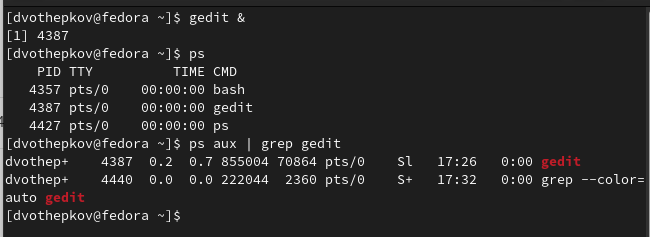 [dvothepkov@fedora ~]$ gedit &
[1] 4387
[dvothepkov@fedora ~]$ ps
    PID TTY          TIME CMD
   4357 pts/0    00:00:00 bash
   4387 pts/0    00:00:00 gedit
   4427 pts/0    00:00:00 ps
[dvothepkov@fedora ~]$ ps aux | grep gedit
dvothep+    4387  0.2  0.7 855004 70864 pts/0    Sl   17:26   0:00 gedit
dvothep+    4440  0.0  0.0 222044  2360 pts/0    S+   17:32   0:00 grep --color=
auto gedit
[dvothepkov@fedora ~]$